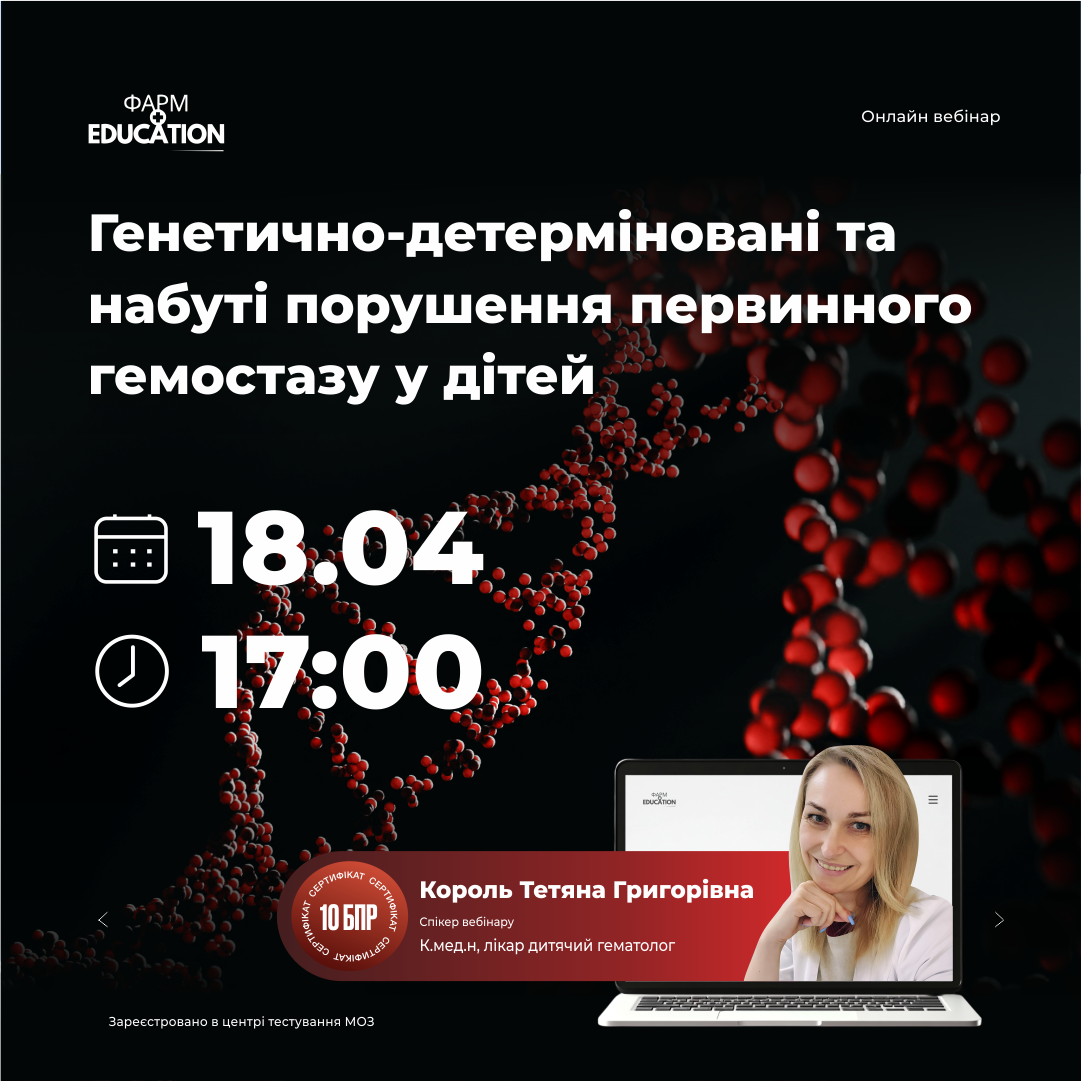 ФАРМ
EDUCATION
Онлайн вебінар
Генетично-детерміновані та
набуті порушення первинного
гемостазу у дітей
18.04
17:00
ФАРМ
EDUCATION
СЕРТИФІКАТ СЕРТИФІКАТ СЕРТИФІКАТ
10 БПР
Король Тетяна Григорівна
Спікер вебінару
К.мед.н, лікар дитячий гематолог
Зареєстровано в центрі тестування МОЗ